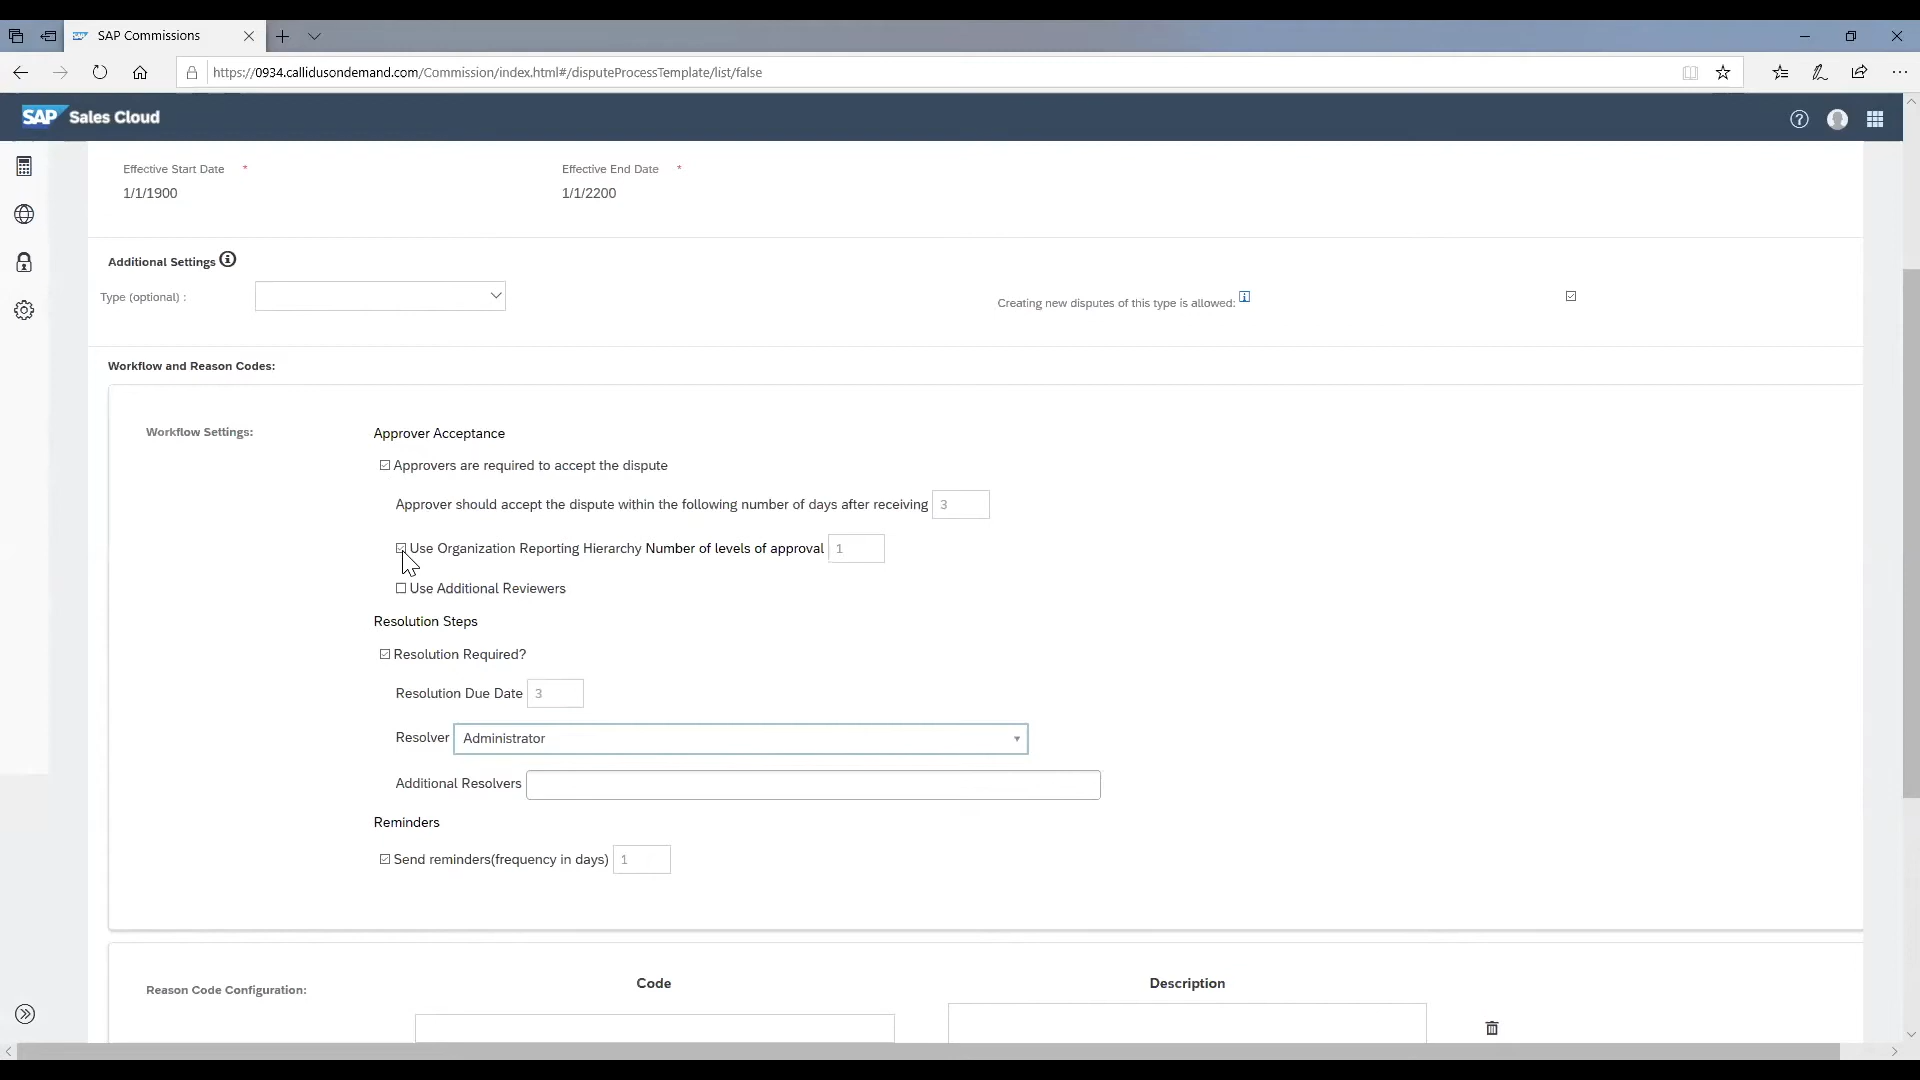 SAP Commissions
https://0934.callidusondemand.com/Commission/index.html#/disputeProcessTemplate/list/false
SAP Sales Cloud
Effective Start Date *
Effective End Date *
1/1/1900
1/1/2200
Additional Settings
Type (optional) :
Creating new disputes of this type is allowed:
Workflow and Reason Codes:
Workflow Settings:
Approver Acceptance
Approvers are required to accept the dispute
Approver should accept the dispute within the following number of days after receiving 3
Use Organization Reporting Hierarchy Number of levels of approval 1
Use Additional Reviewers
Resolution Steps
Resolution Required?
Resolution Due Date 3
Resolver Administrator
Additional Resolvers
Reminders
Send reminders(frequency in days) 1
Reason Code Configuration:
Code
Description